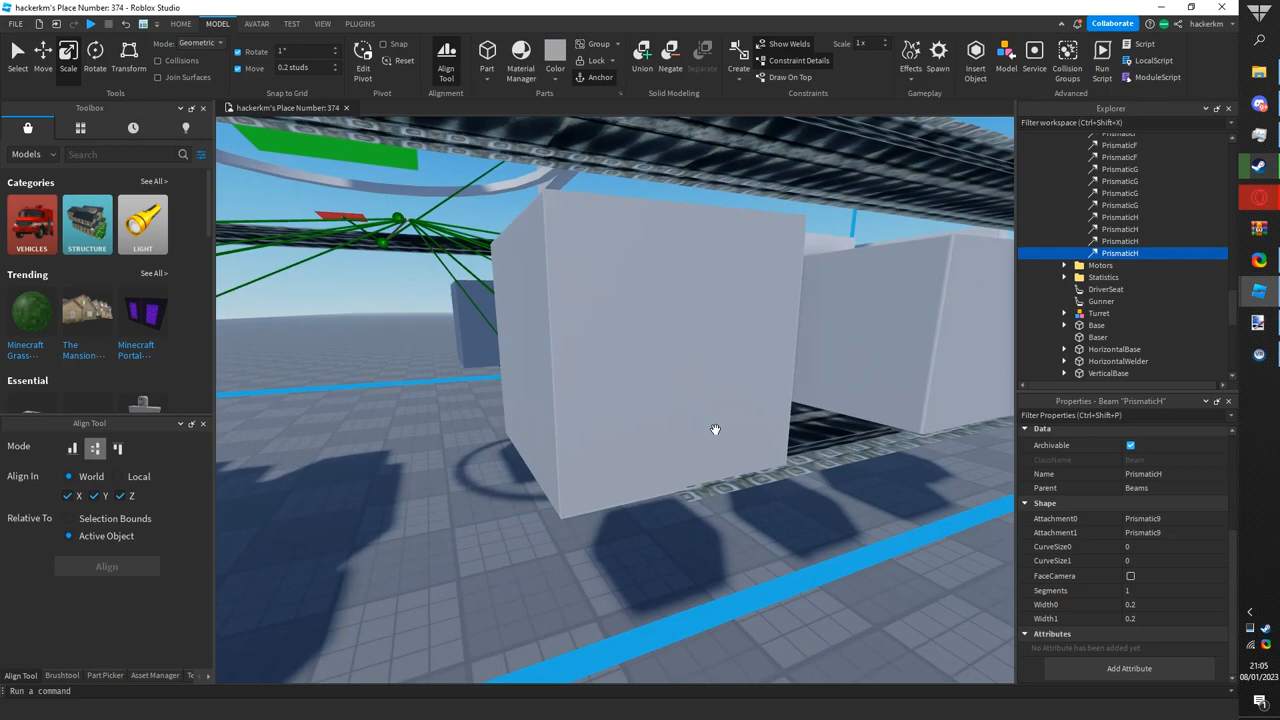 hackerkm's Place Number: 374 - Roblox Studio
FILE
HOME
MODEL
AVATAR
TEST
VIEW
PLUGINS
Collaborate
hackerkm
Select
Move
Scale
Rotate
Transform
Mode: Geometric
Collisions
Join Surfaces
Tools
Rotate 1 °
Move 0.2 studs
Snap to Grid
Edit
Pivot
Snap
Reset
Pivot
Align
Tool
Alignment
Part
Material
Manager
Color
Group
Lock
Anchor
Parts
Union
Negate
Separate
Solid Modeling
Create
Show Welds
Constraint Details
Draw On Top
Scale 1 x
Constraints
Effects
Spawn
Gameplay
Insert
Object
Model
Service
Collision
Groups
Run
Script
Script
LocalScript
ModuleScript
Advanced
Toolbox
hackerkm's Place Number: 374
Models
Search
Categories
See All >
VEHICLES
STRUCTURE
LIGHT
Trending
See All >
Minecraft
Grass-
The
Mansion-
Minecraft
Portal-
Essential
See All >
Align Tool
Mode
Align In
World
Local
X
Y
Z
Relative To
Selection Bounds
Active Object
Align
Align Tool
Brushtool
Part Picker
Asset Manager
Te
Run a command
Explorer
Filter workspace (Ctrl+Shift+X)
PrismaticF
PrismaticF
PrismaticF
PrismaticG
PrismaticG
PrismaticG
PrismaticG
PrismaticH
PrismaticH
PrismaticH
PrismaticH
Motors
Statistics
DriverSeat
Gunner
Turret
Base
Baser
HorizontalBase
HorizontalWelder
VerticalBase
Properties - Beam "PrismaticH"
Filter Properties (Ctrl+Shift+P)
Data
Archivable
ClassName Beam
Name PrismaticH
Parent Beams
Shape
Attachment0 Prismatic9
Attachment1 Prismatic9
CurveSize0 0
CurveSize1 0
FaceCamera
Segments 1
Width0 0.2
Width1 0.2
Attributes
No Attribute has been added yet
Add Attribute
21:05
08/01/2023